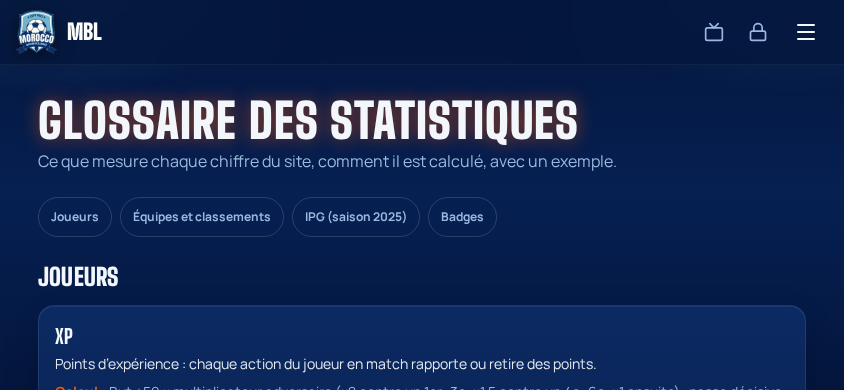 MOROCCO
MBL
GLOSSAIRE DES STATISTIQUES
Ce que mesure chaque chiffre du site, comment il est calculé, avec un exemple.
Joueurs
Équipes et classements
IPG (saison 2025)
Badges
JOUEURS
XP
Points d'expérience : chaque action du joueur en match rapporte ou retire des points.